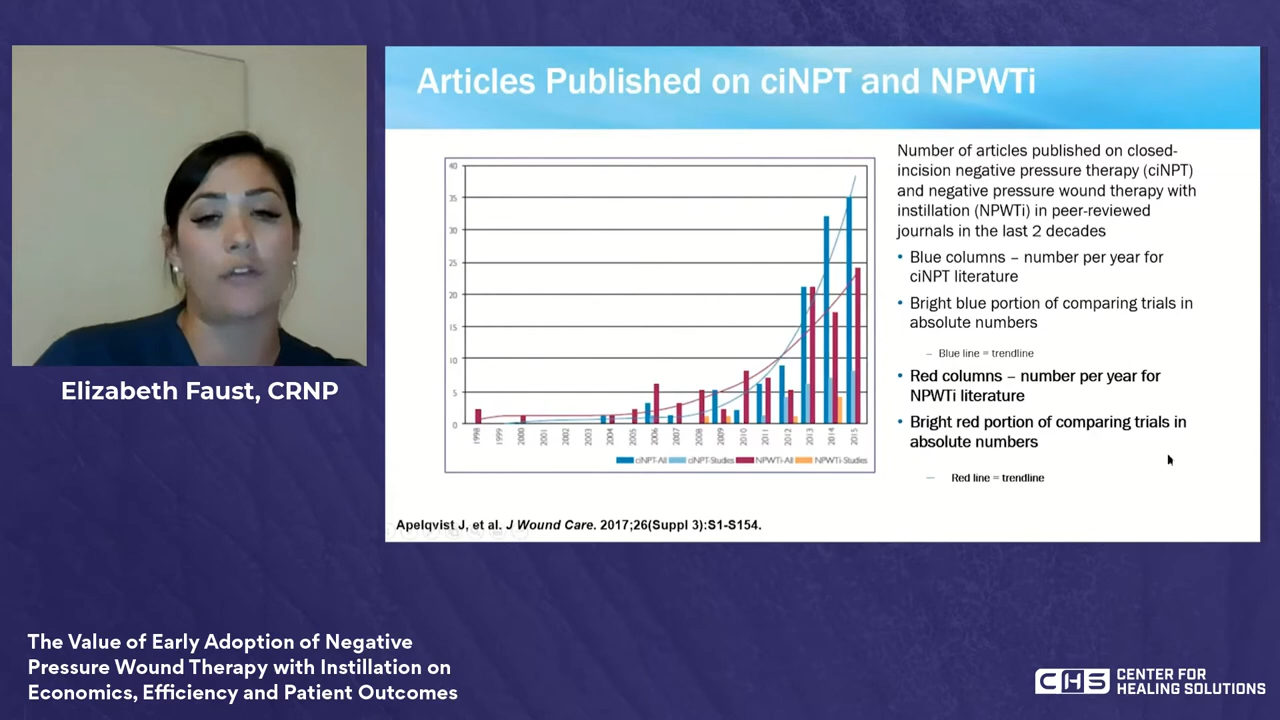 Articles Published on ciNPT and NPWTi
40
35
30
25
20
15
10
5
0
1998
1999
2000
2001
2002
2003
2004
2005
2006
2007
2008
2009
2010
2011
2012
2013
2014
2015
ciNPT-All
ciNPT-Studies
NPWTi-All
NPWTi-Studies
Number of articles published on closed-
incision negative pressure therapy (ciNPT)
and negative pressure wound therapy with
instillation (NPWTi) in peer-reviewed
journals in the last 2 decades
• Blue columns – number per year for
ciNPT literature
• Bright blue portion of comparing trials in
absolute numbers
– Blue line = trendline
• Red columns – number per year for
NPWTi literature
• Bright red portion of comparing trials in
absolute numbers
– Red line = trendline
Apelqvist J, et al. J Wound Care. 2017;26(Suppl 3):S1-S154.
Elizabeth Faust, CRNP
The Value of Early Adoption of Negative
Pressure Wound Therapy with Instillation on
Economics, Efficiency and Patient Outcomes
CHS
CENTER FOR
HEALING SOLUTIONS